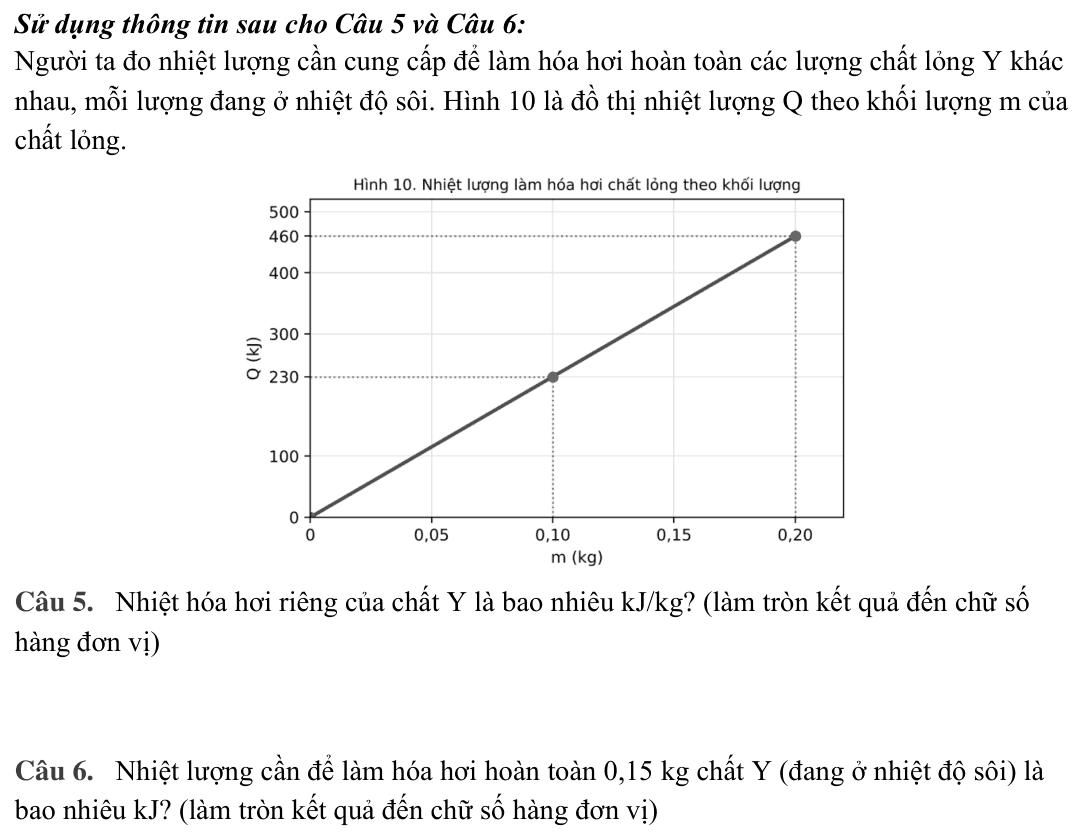 Sử dụng thông tin sau cho Câu 5 và Câu 6:
Người ta đo nhiệt lượng cần cung cấp để làm hóa hơi hoàn toàn các lượng chất lỏng Y khác
nhau, mỗi lượng đang ở nhiệt độ sôi. Hình 10 là đồ thị nhiệt lượng Q theo khối lượng m của
chất lỏng.
Hình 10. Nhiệt lượng làm hóa hơi chất lỏng theo khối lượng
500
460
400
300
230
100
0
Q (kJ)
0 0,05 0,10 0,15 0,20
m (kg)
Câu 5. Nhiệt hóa hơi riêng của chất Y là bao nhiêu kJ/kg? (làm tròn kết quả đến chữ số
hàng đơn vị)
Câu 6. Nhiệt lượng cần để làm hóa hơi hoàn toàn 0,15 kg chất Y (đang ở nhiệt độ sôi) là
bao nhiêu kJ? (làm tròn kết quả đến chữ số hàng đơn vị)